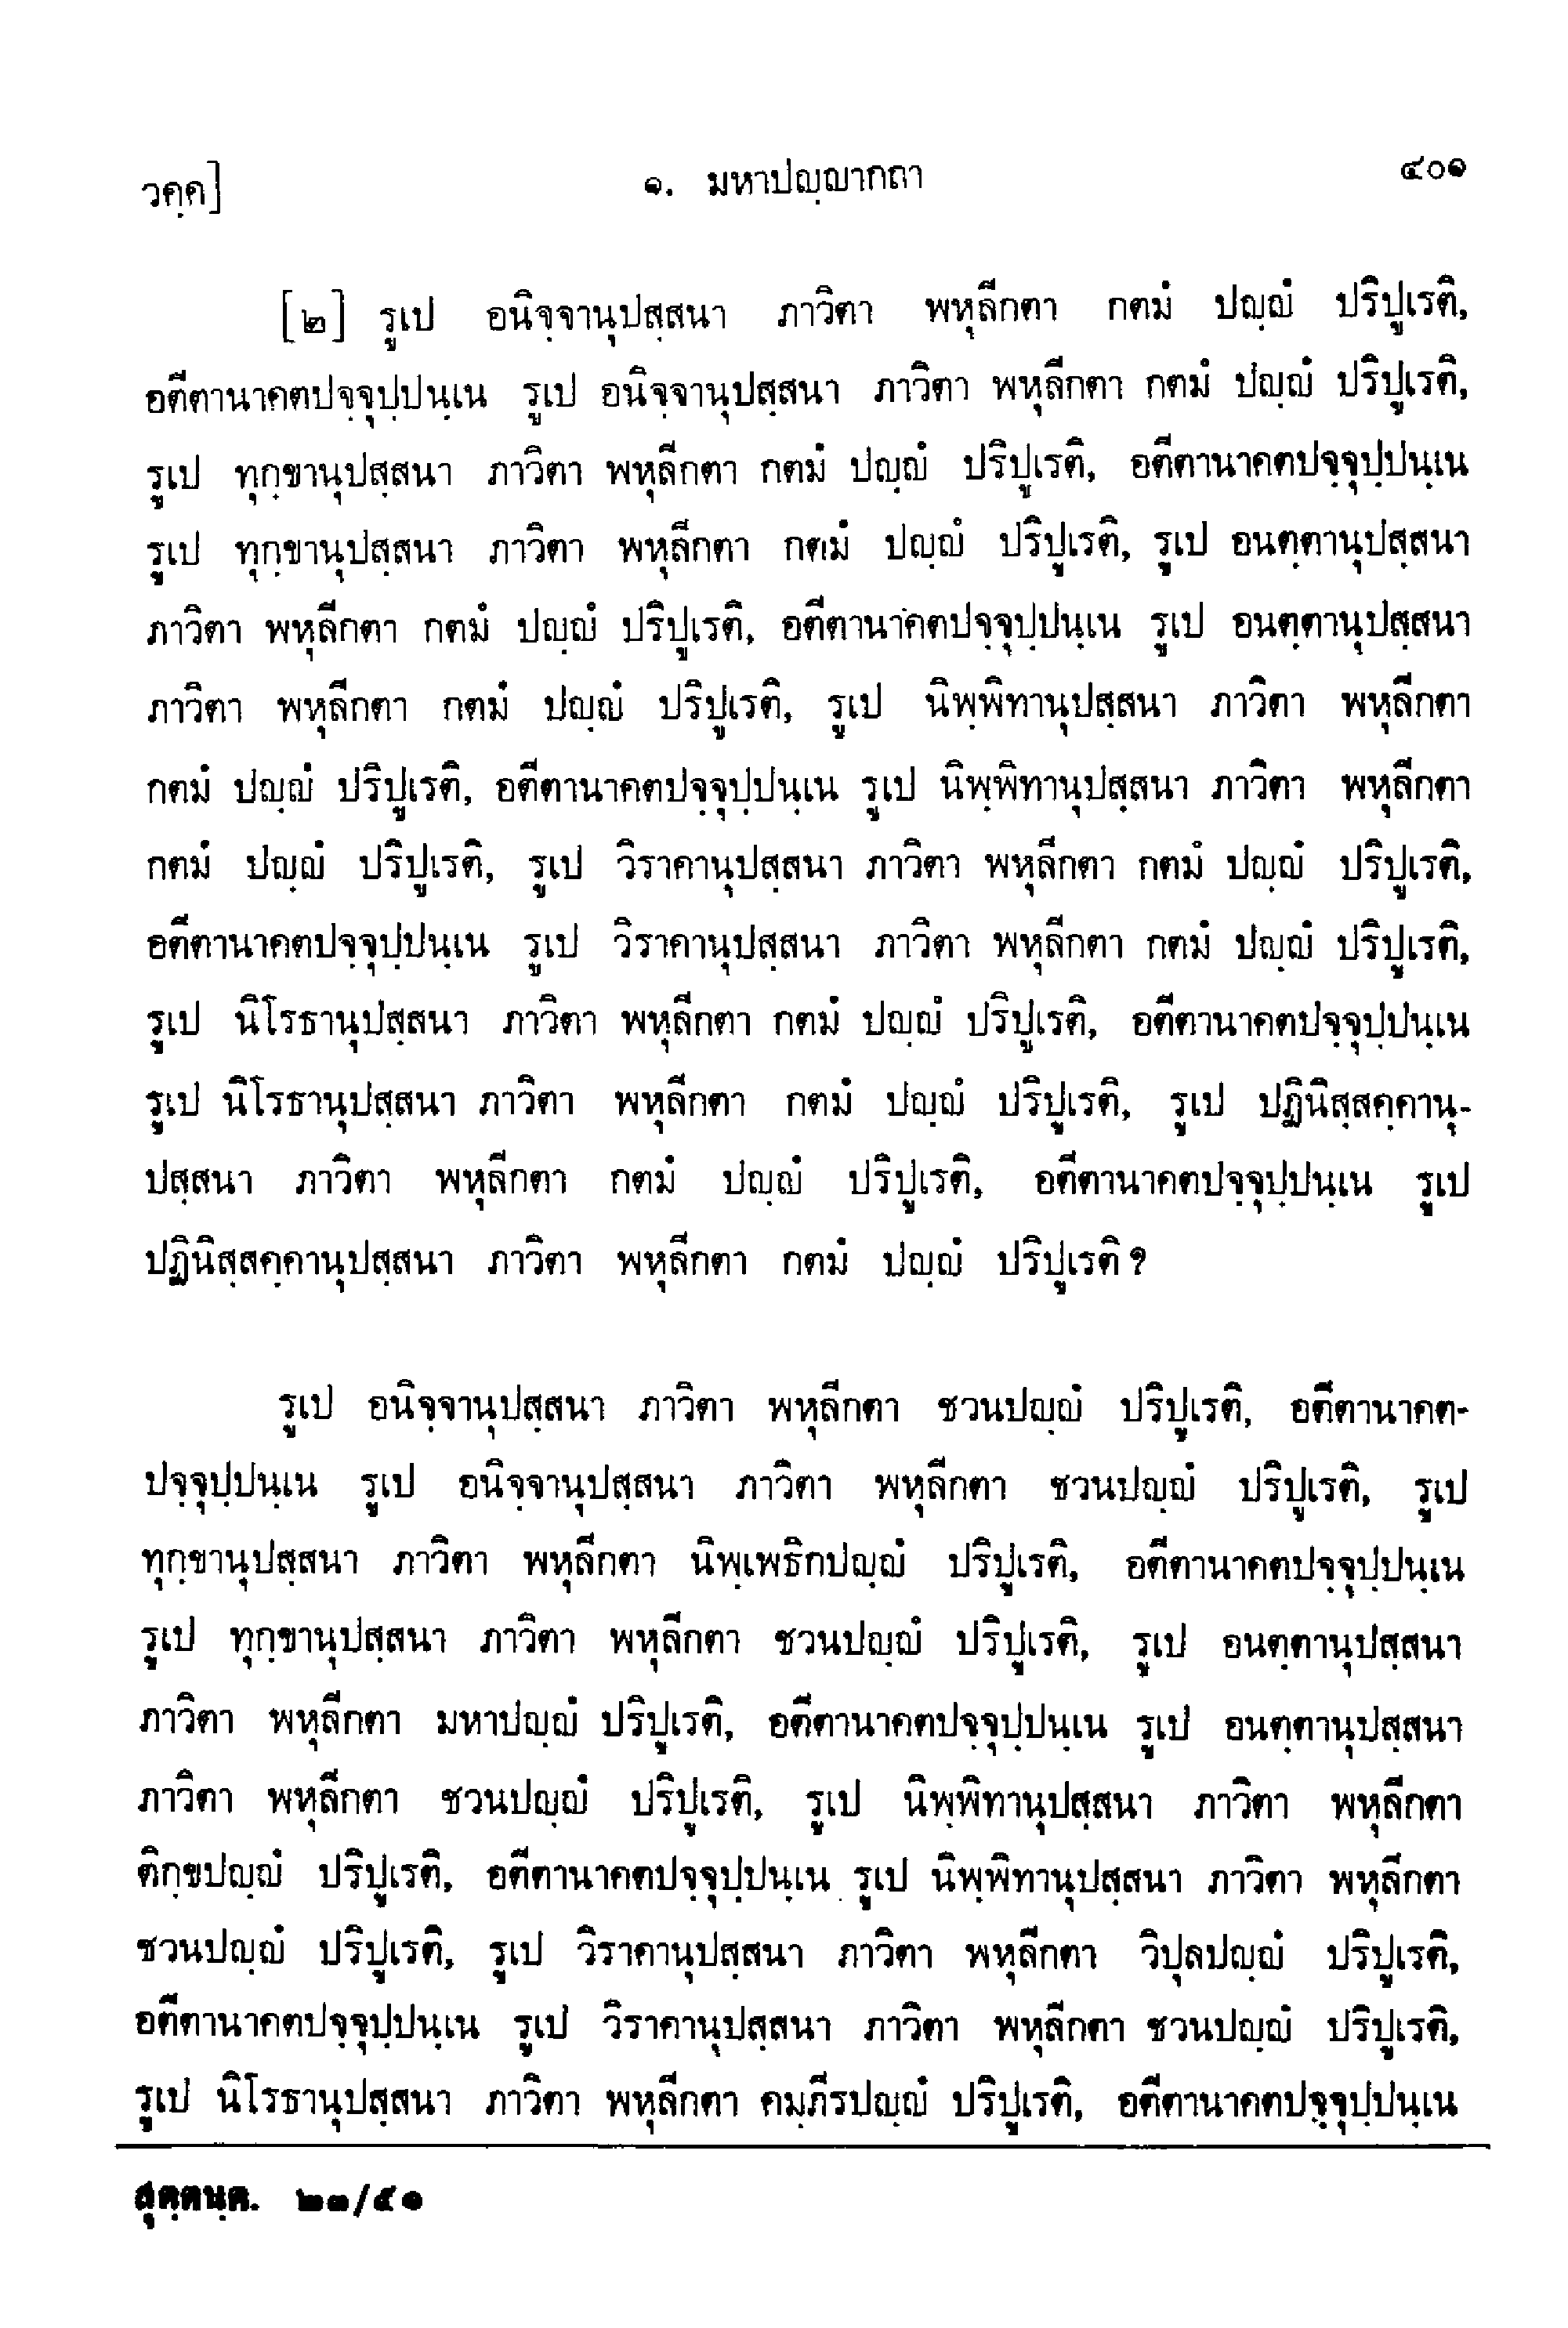 วคฺค]
๑. มหาปญฺญากถา
๔๐๑
[๒] รูเป อนิจฺจานุปสฺสนา ภาวิตา พหุลีกตา กตมํ ปญฺญํ ปริปูเรติ,
อตีตานาคตปจฺจุปฺปนฺเน รูเป อนิจฺจานุปสฺสนา ภาวิตา พหุลีกตา กตมํ ปญฺญํ ปริปูเรติ,
รูเป ทุกฺขานุปสฺสนา ภาวิตา พหุลีกตา กตมํ ปญฺญํ ปริปูเรติ, อตีตานาคตปจฺจุปฺปนฺเน
รูเป ทุกฺขานุปสฺสนา ภาวิตา พหุลีกตา กตมํ ปญฺญํ ปริปูเรติ, รูเป อนตฺตานุปสฺสนา
ภาวิตา พหุลีกตา กตมํ ปญฺญํ ปริปูเรติ, อตีตานาคตปจฺจุปฺปนฺเน รูเป อนตฺตานุปสฺสนา
ภาวิตา พหุลีกตา กตมํ ปญฺญํ ปริปูเรติ, รูเป นิพฺพิทานุปสฺสนา ภาวิตา พหุลีกตา
กตมํ ปญฺญํ ปริปูเรติ, อตีตานาคตปจฺจุปฺปนฺเน รูเป นิพฺพิทานุปสฺสนา ภาวิตา พหุลีกตา
กตมํ ปญฺญํ ปริปูเรติ, รูเป วิราคานุปสฺสนา ภาวิตา พหุลีกตา กตมํ ปญฺญํ ปริปูเรติ,
อตีตานาคตปจฺจุปฺปนฺเน รูเป วิราคานุปสฺสนา ภาวิตา พหุลีกตา กตมํ ปญฺญํ ปริปูเรติ,
รูเป นิโรธานุปสฺสนา ภาวิตา พหุลีกตา กตมํ ปญฺญํ ปริปูเรติ, อตีตานาคตปจฺจุปฺปนฺเน
รูเป นิโรธานุปสฺสนา ภาวิตา พหุลีกตา กตมํ ปญฺญํ ปริปูเรติ, รูเป ปฏินิสฺสคฺคานุ-
ปสฺสนา ภาวิตา พหุลีกตา กตมํ ปญฺญํ ปริปูเรติ, อตีตานาคตปจฺจุปฺปนฺเน รูเป
ปฏินิสฺสคฺคานุปสฺสนา ภาวิตา พหุลีกตา กตมํ ปญฺญํ ปริปูเรติ?
รูเป อนิจฺจานุปสฺสนา ภาวิตา พหุลีกตา ชวนปญฺญํ ปริปูเรติ, อตีตานาคต-
ปจฺจุปฺปนฺเน รูเป อนิจฺจานุปสฺสนา ภาวิตา พหุลีกตา ชวนปญฺญํ ปริปูเรติ, รูเป
ทุกฺขานุปสฺสนา ภาวิตา พหุลีกตา นิพฺเพธิกปญฺญํ ปริปูเรติ, อตีตานาคตปจฺจุปฺปนฺเน
รูเป ทุกฺขานุปสฺสนา ภาวิตา พหุลีกตา ชวนปญฺญํ ปริปูเรติ, รูเป อนตฺตานุปสฺสนา
ภาวิตา พหุลีกตา มหาปญฺญํ ปริปูเรติ, อตีตานาคตปจฺจุปฺปนฺเน รูเป อนตฺตานุปสฺสนา
ภาวิตา พหุลีกตา ชวนปญฺญํ ปริปูเรติ, รูเป นิพฺพิทานุปสฺสนา ภาวิตา พหุลีกตา
ติกฺขปญฺญํ ปริปูเรติ, อตีตานาคตปจฺจุปฺปนฺเน รูเป นิพฺพิทานุปสฺสนา ภาวิตา พหุลีกตา
ชวนปญฺญํ ปริปูเรติ, รูเป วิราคานุปสฺสนา ภาวิตา พหุลีกตา วิปุลปญฺญํ ปริปูเรติ,
อตีตานาคตปจฺจุปฺปนฺเน รูเป วิราคานุปสฺสนา ภาวิตา พหุลีกตา ชวนปญฺญํ ปริปูเรติ,
รูเป นิโรธานุปสฺสนา ภาวิตา พหุลีกตา คมฺภีรปญฺญํ ปริปูเรติ, อตีตานาคตปจฺจุปฺปนฺเน
สุตฺตนฺต. ๒๓/๕๑